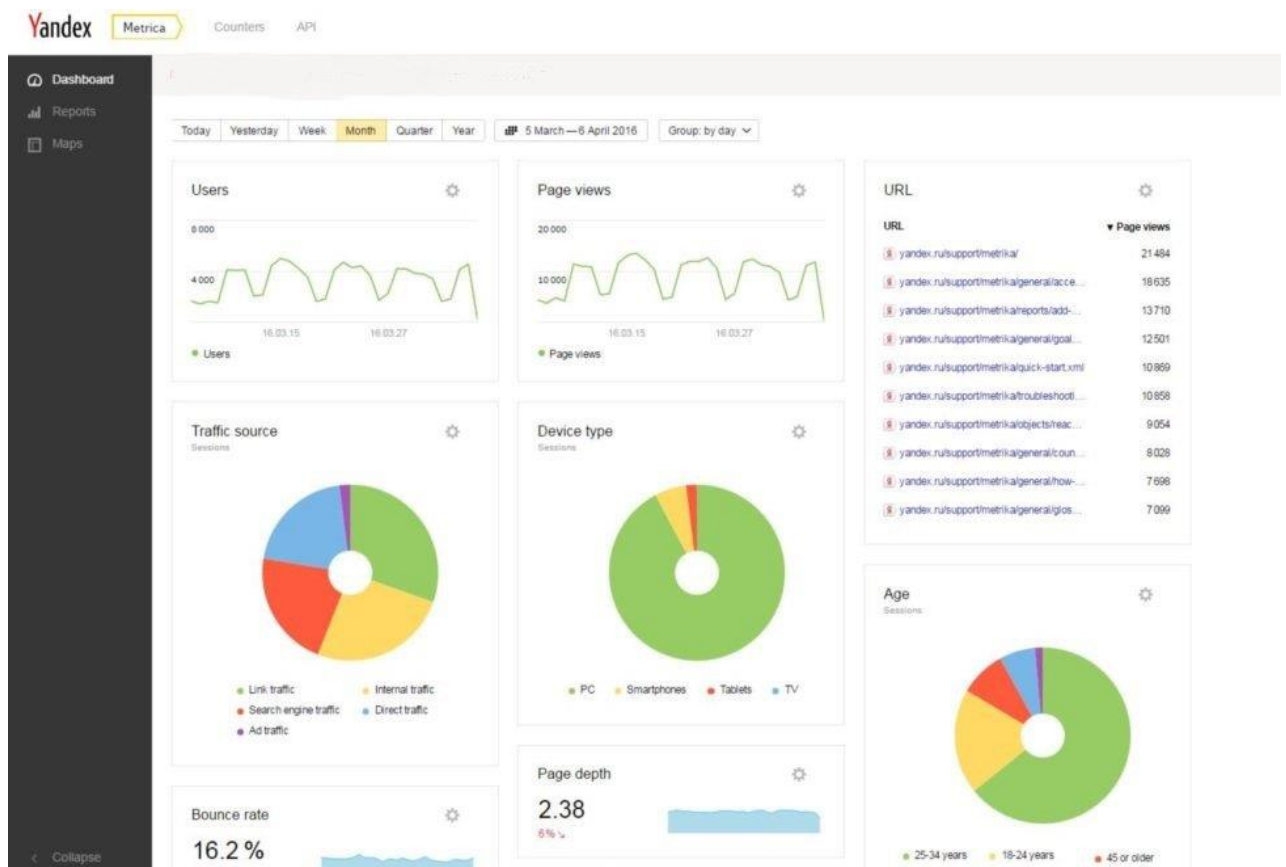 Yandex Metrica Counters API
Dashboard
Reports
Maps
Today Yesterday Week Month Quarter Year 5 March — 6 April 2016 Group: by day
Users
8 000
4 000
16.03.15 16.03.27
Users
Page views
20 000
10 000
16.03.15 16.03.27
Page views
URL
URL ▼ Page views
yandex.ru/support/metrika/ 21 484
yandex.ru/support/metrika/general/acce... 18 635
yandex.ru/support/metrika/reports/add-... 13 710
yandex.ru/support/metrika/general/goal... 12 501
yandex.ru/support/metrika/quick-start.xml 10 869
yandex.ru/support/metrika/troubleshooti... 10 858
yandex.ru/support/metrika/objects/reac... 9 054
yandex.ru/support/metrika/general/coun... 8 028
yandex.ru/support/metrika/general/how-... 7 698
yandex.ru/support/metrika/general/glos... 7 099
Traffic source
Sessions
Link traffic Internal traffic
Search engine traffic Direct traffic
Ad traffic
Device type
Sessions
PC Smartphones Tablets TV
Age
Sessions
25-34 years 18-24 years 45 or older
Page depth
2.38
6% ↘
Bounce rate
16.2 %
Collapse